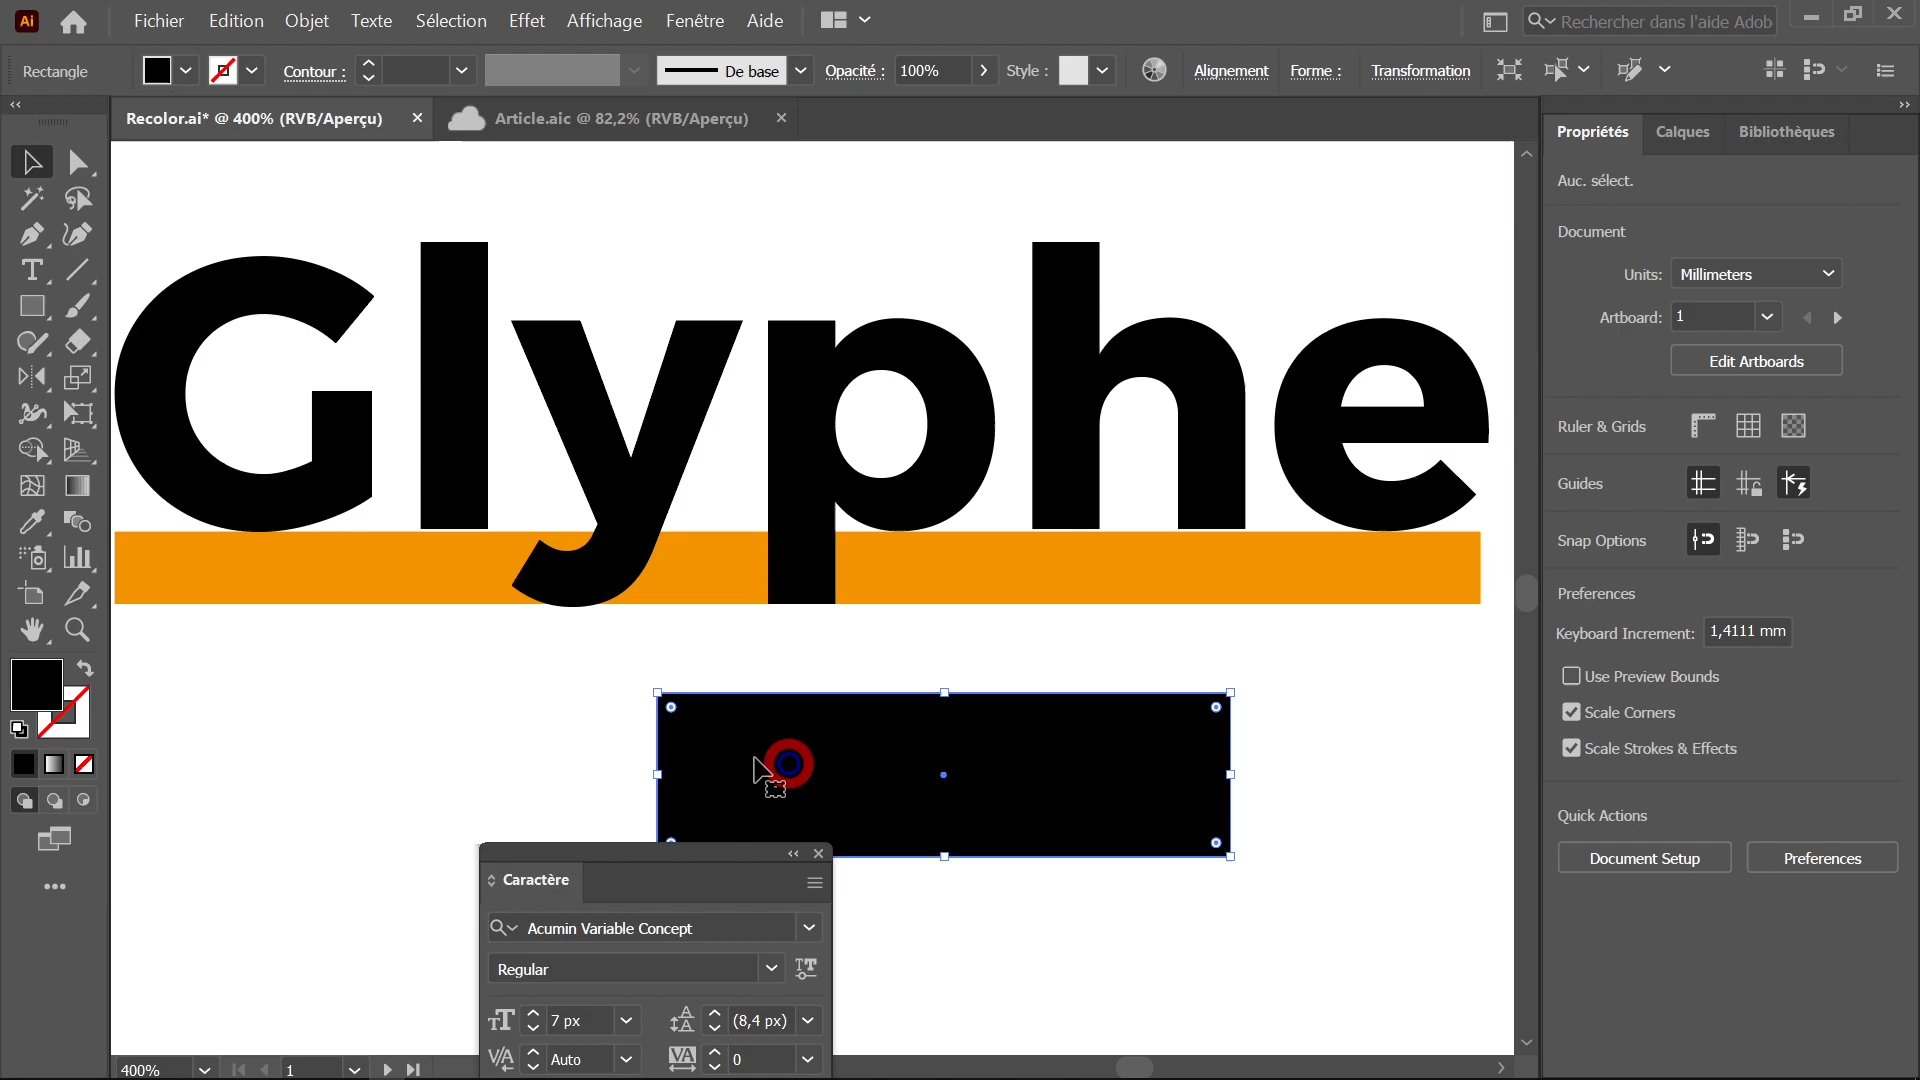 Ai Fichier Edition Objet Texte Sélection Effet Affichage Fenêtre Aide Rechercher dans l'aide Adob
Rectangle Contour : De base Opacité : 100% Style : Alignement Forme : Transformation
Recolor.ai* @ 400% (RVB/Aperçu) Article.aic @ 82,2% (RVB/Aperçu)
Propriétés Calques Bibliothèques
Auc. sélect.
Document
Units: Millimeters
Artboard: 1
Edit Artboards
Ruler & Grids
Guides
Snap Options
Preferences
Keyboard Increment: 1,4111 mm
Use Preview Bounds
Scale Corners
Scale Strokes & Effects
Quick Actions
Document Setup Preferences
Glyphe
Caractère
Acumin Variable Concept
Regular
7 px (8,4 px)
Auto 0
400% 1